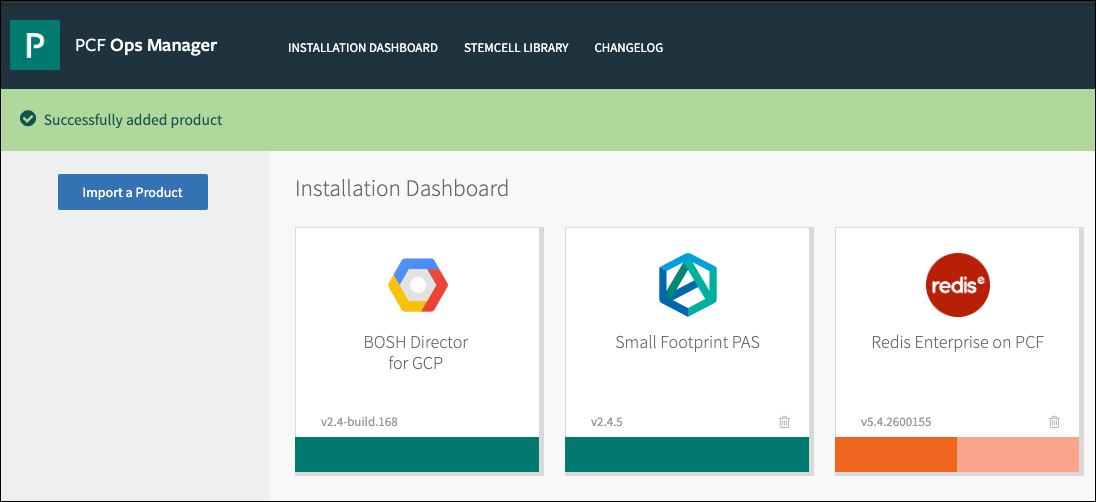 P
PCF Ops Manager
INSTALLATION DASHBOARD
STEMCELL LIBRARY
CHANGELOG
Successfully added product
Import a Product
Installation Dashboard
BOSH Director
for GCP
v2.4-build.168
Small Footprint PAS
v2.4.5
redis e
Redis Enterprise on PCF
v5.4.2600155